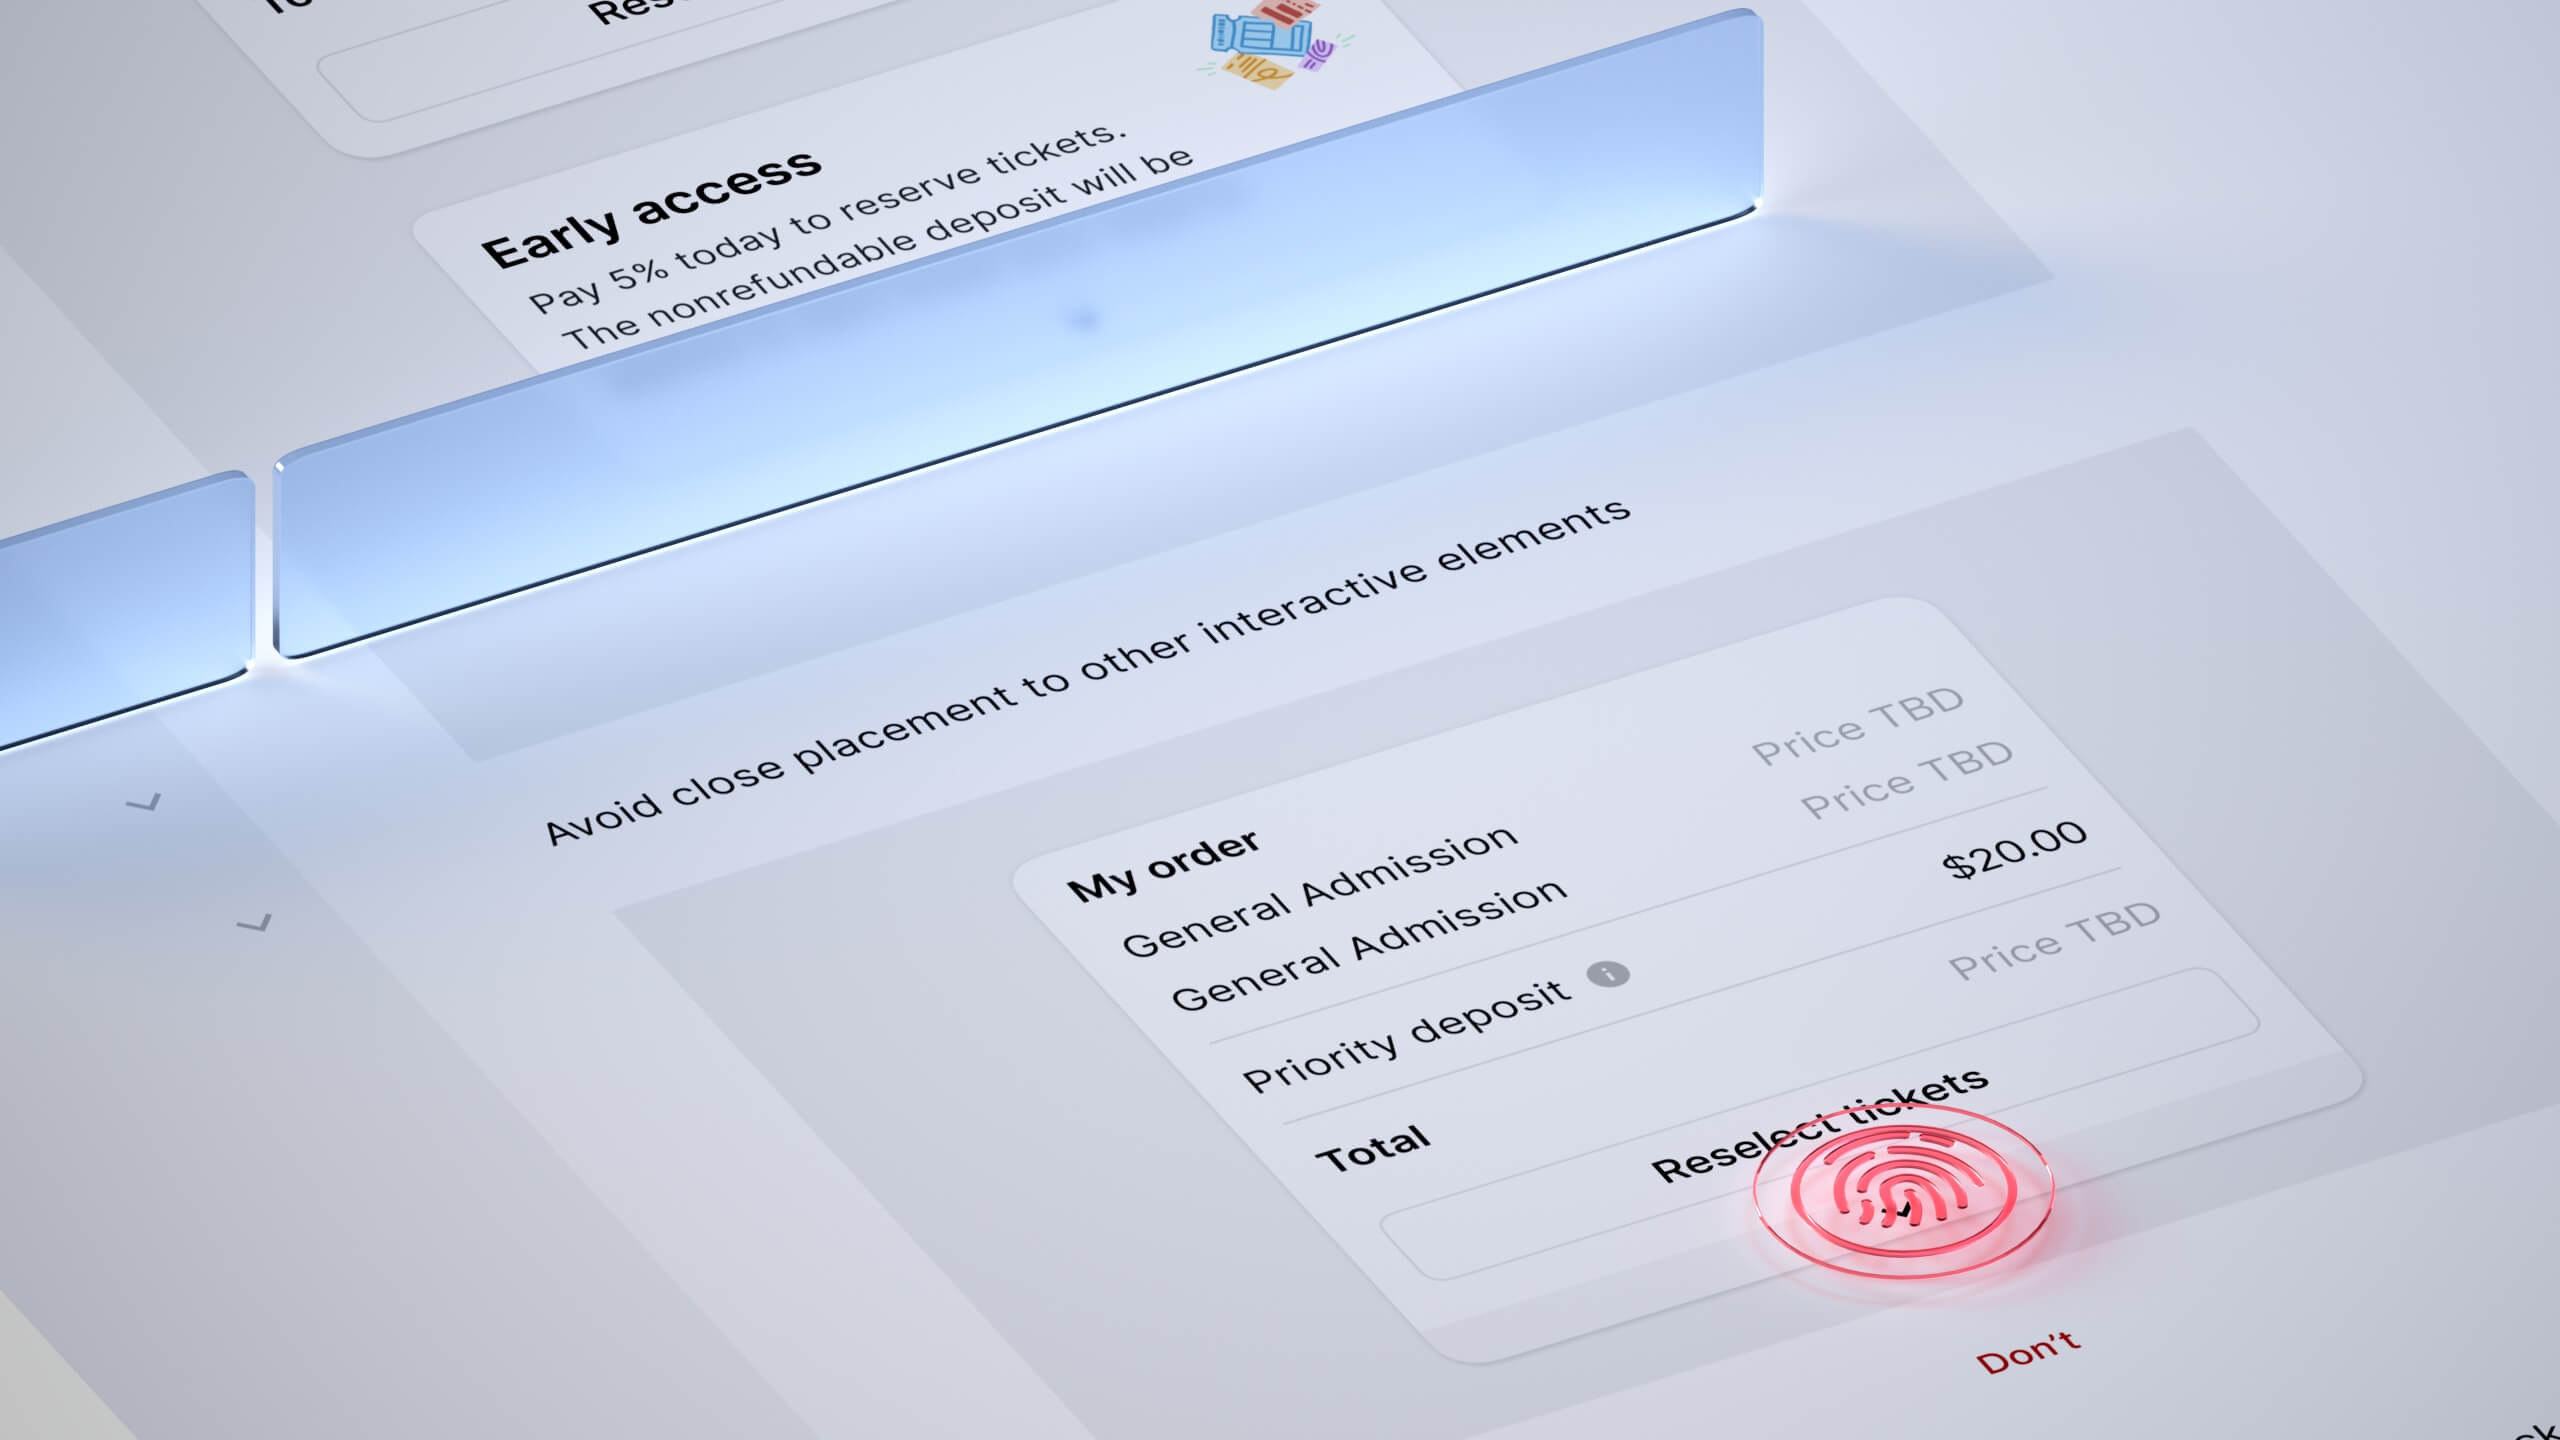 Early access
Pay 5% today to reserve tickets.
The nonrefundable deposit will be
Avoid close placement to other interactive elements
My order
General Admission Price TBD
General Admission Price TBD
Priority deposit $20.00
Total Price TBD
Reselect tickets
Don't